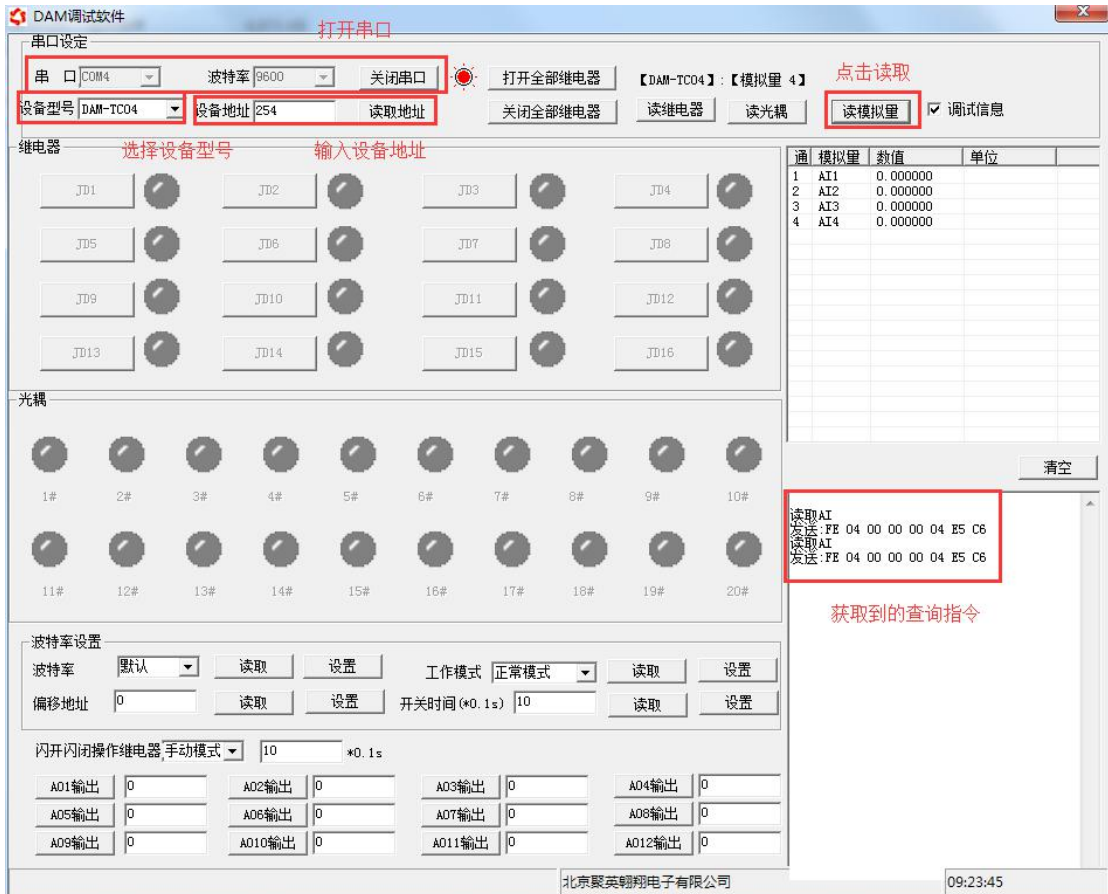 DAM调试软件
打开串口
串口设定
串 口 COM4 波特率 9600 关闭串口 打开全部继电器 【DAM-TC04】:【模拟量 4】 点击读取
设备型号 DAM-TC04 设备地址 254 读取地址 关闭全部继电器 读继电器 读光耦 读模拟量 调试信息
继电器 选择设备型号 输入设备地址
JD1 JD2 JD3 JD4
JD5 JD6 JD7 JD8
JD9 JD10 JD11 JD12
JD13 JD14 JD15 JD16
通 模拟量 数值 单位
1 AI1 0.000000
2 AI2 0.000000
3 AI3 0.000000
4 AI4 0.000000
光耦
1# 2# 3# 4# 5# 6# 7# 8# 9# 10#
11# 12# 13# 14# 15# 16# 17# 18# 19# 20#
清空
读取AI
发送:FE 04 00 00 00 04 E5 C6
读取AI
发送:FE 04 00 00 00 04 E5 C6
获取到的查询指令
波特率设置
波特率 默认 读取 设置 工作模式 正常模式 读取 设置
偏移地址 0 读取 设置 开关时间(*0.1s) 10 读取 设置
闪开闪闭操作继电器 手动模式 10 *0.1s
AO1输出 0 AO2输出 0 AO3输出 0 AO4输出 0
AO5输出 0 AO6输出 0 AO7输出 0 AO8输出 0
AO9输出 0 AO10输出 0 AO11输出 0 AO12输出 0
北京聚英翱翔电子有限公司 09:23:45